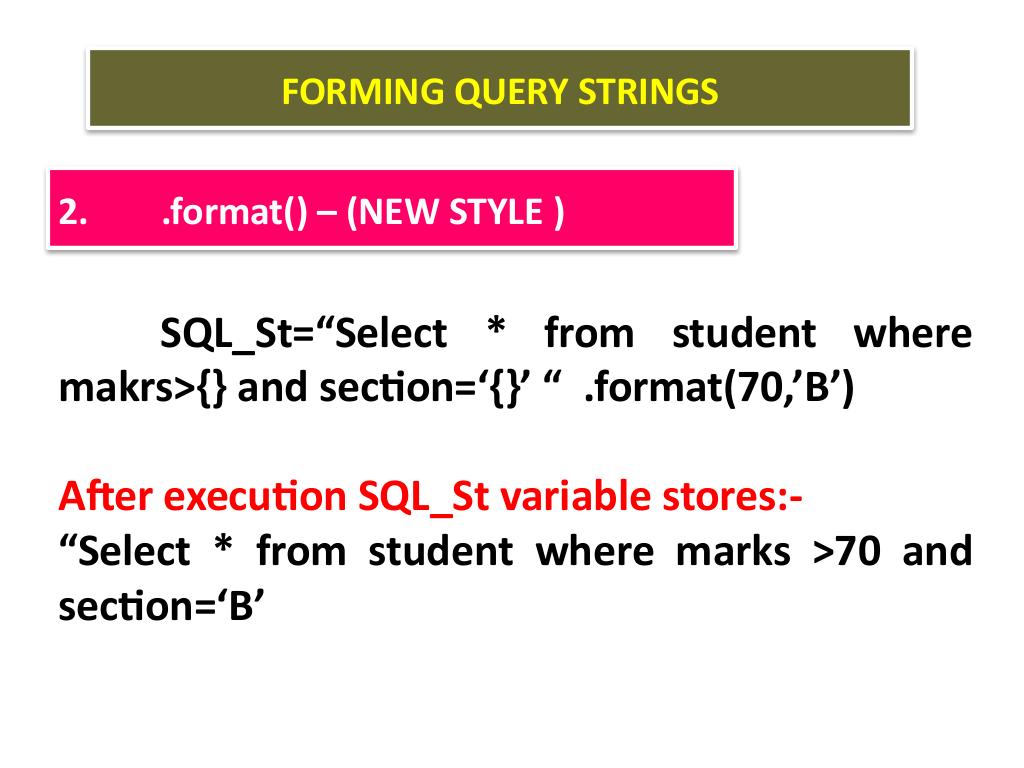 FORMING QUERY STRINGS
2. .format() – (NEW STYLE )
SQL_St=“Select * from student where
makrs>{} and section=‘{}’ “ .format(70,’B’)
After execution SQL_St variable stores:-
“Select * from student where marks >70 and
section=‘B’